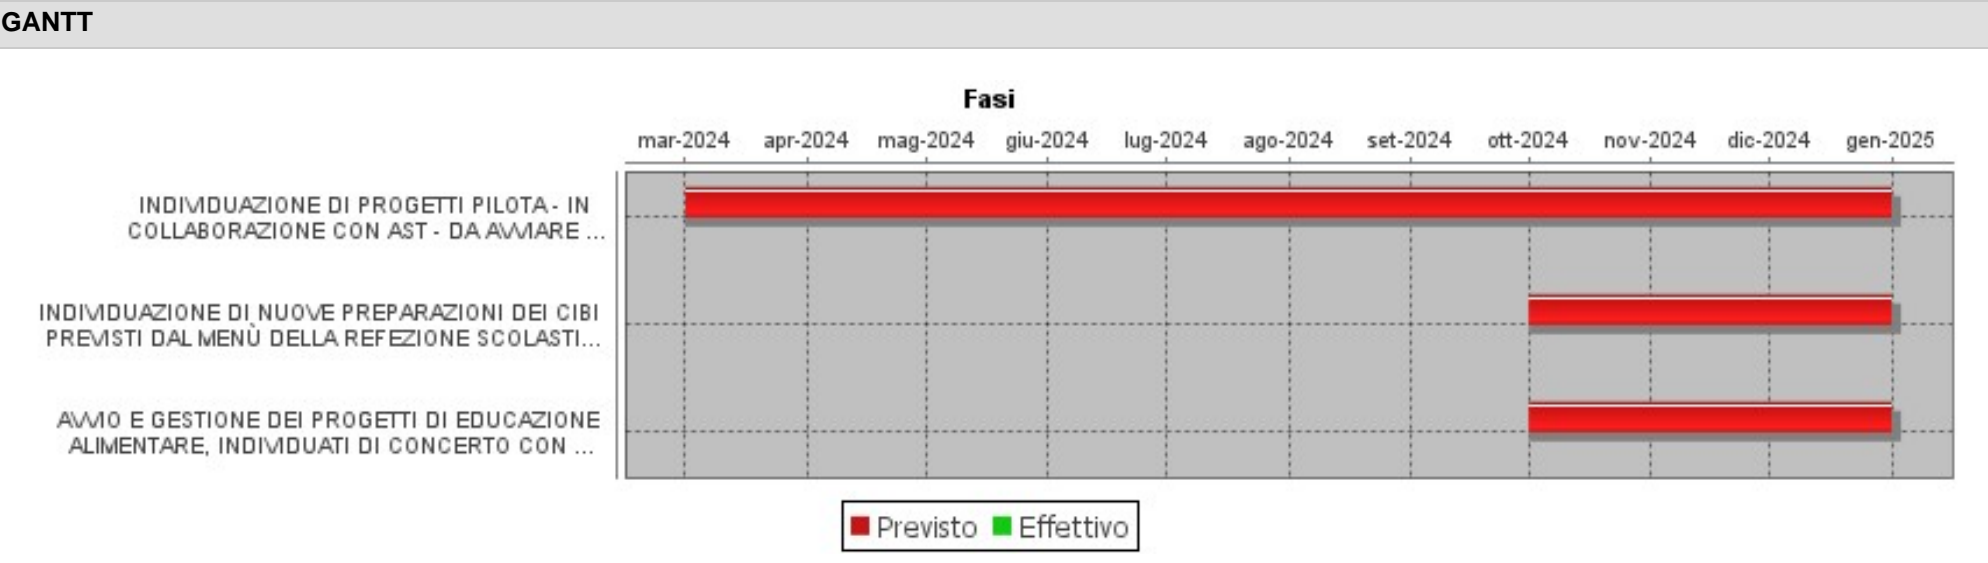 GANTT
Fasi
mar-2024 apr-2024 mag-2024 giu-2024 lug-2024 ago-2024 set-2024 ott-2024 nov-2024 dic-2024 gen-2025
INDIVIDUAZIONE DI PROGETTI PILOTA - IN
COLLABORAZIONE CON AST - DA AVVIARE ...
INDIVIDUAZIONE DI NUOVE PREPARAZIONI DEI CIBI
PREVISTI DAL MENÙ DELLA REFEZIONE SCOLASTI...
AVVIO E GESTIONE DEI PROGETTI DI EDUCAZIONE
ALIMENTARE, INDIVIDUATI DI CONCERTO CON ...
Previsto Effettivo